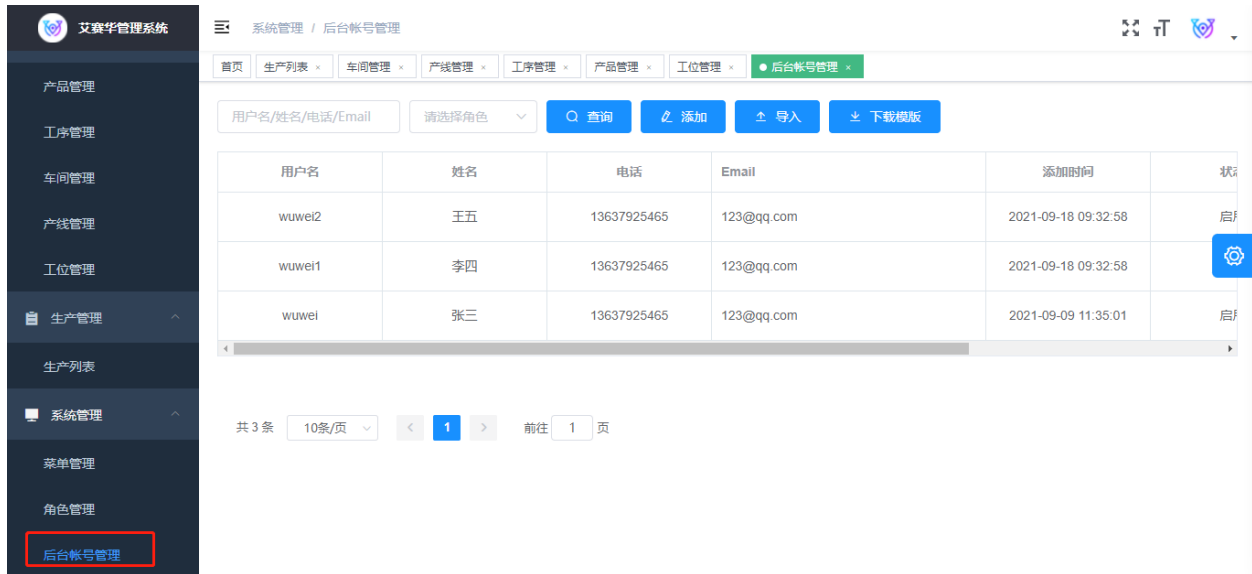 艾赛华管理系统
系统管理 / 后台帐号管理
首页 生产列表 × 车间管理 × 产线管理 × 工序管理 × 产品管理 × 工位管理 × 后台帐号管理 ×
产品管理
工序管理
车间管理
产线管理
工位管理
生产管理
生产列表
系统管理
菜单管理
角色管理
后台帐号管理
用户名/姓名/电话/Email 请选择角色 查询 添加 导入 下载模版
用户名 姓名 电话 Email 添加时间
wuwei2 王五 13637925465 123@qq.com 2021-09-18 09:32:58
wuwei1 李四 13637925465 123@qq.com 2021-09-18 09:32:58
wuwei 张三 13637925465 123@qq.com 2021-09-09 11:35:01
共 3 条 10条/页 < 1 > 前往 1 页